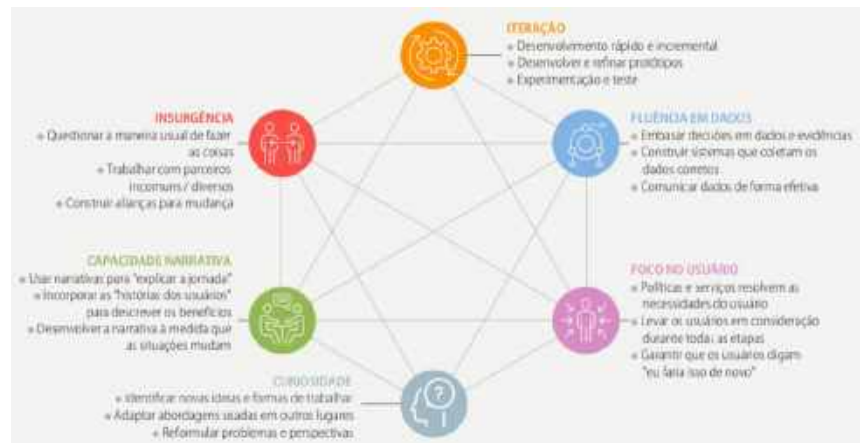 ITERAÇÃO
• Desenvolvimento rápido e incremental
• Desenvolver e refinar protótipos
• Experimentação e teste
INSURGÊNCIA
• Questionar a maneira usual de fazer
as coisas
• Trabalhar com parceiros
incomuns / diversos
• Construir alianças para mudança
FLUÊNCIA EM DADOS
• Embasar decisões em dados e evidências
• Construir sistemas que coletam os
dados corretos
• Comunicar dados de forma efetiva
CAPACIDADE NARRATIVA
• Usar narrativas para "explicar a jornada"
• Incorporar as "histórias dos usuários"
para descrever os benefícios
• Desenvolver a narrativa à medida que
as situações mudam
FOCO NO USUÁRIO
• Políticas e serviços resolvem as
necessidades do usuário
• Levar os usuários em consideração
durante todas as etapas
• Garantir que os usuários digam
"eu faria isso de novo"
CURIOSIDADE
• Identificar novas ideias e formas de trabalhar
• Adaptar abordagens usadas em outros lugares
• Reformular problemas e perspectivas
?